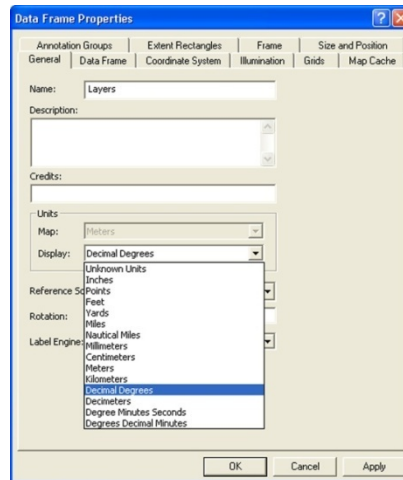 Data Frame Properties
Annotation Groups Extent Rectangles Frame Size and Position
General Data Frame Coordinate System Illumination Grids Map Cache
Name: Layers
Description:
Credits:
Units
Map: Meters
Display: Decimal Degrees
Unknown Units
Inches
Reference Sc Points
Feet
Yards
Rotation: Miles
Nautical Miles
Label Engine: Millimeters
Centimeters
Meters
Kilometers
Decimal Degrees
Decimeters
Degree Minutes Seconds
Degrees Decimal Minutes
OK Cancel Apply